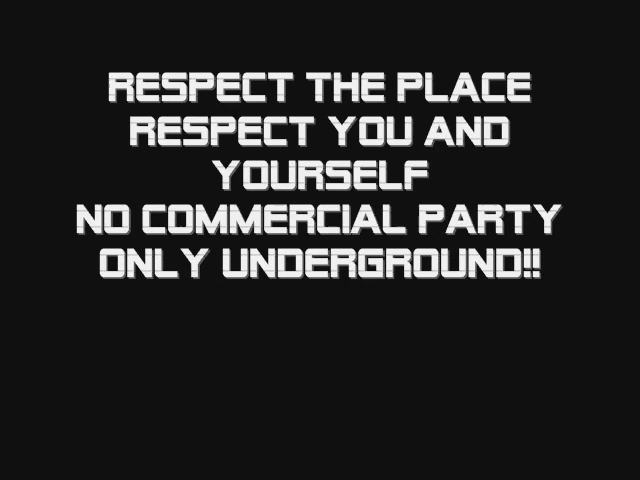 RESPECT THE PLACE
RESPECT YOU AND
YOURSELF
NO COMMERCIAL PARTY
ONLY UNDERGROUND!!